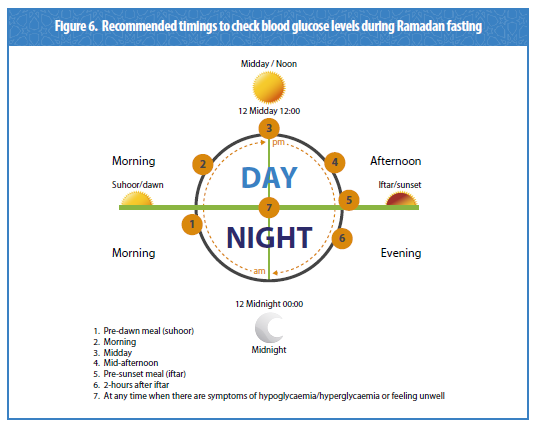 Figure 6. Recommended timings to check blood glucose levels during Ramadan fasting
Midday / Noon
12 Midday 12:00
3
pm
2
4
Morning
Afternoon
DAY
Suhoor/dawn
Iftar/sunset
5
7
1
NIGHT
6
Morning
Evening
am
12 Midnight 00:00
Midnight
1. Pre-dawn meal (suhoor)
2. Morning
3. Midday
4. Mid-afternoon
5. Pre-sunset meal (iftar)
6. 2-hours after iftar
7. At any time when there are symptoms of hypoglycaemia/hyperglycaemia or feeling unwell